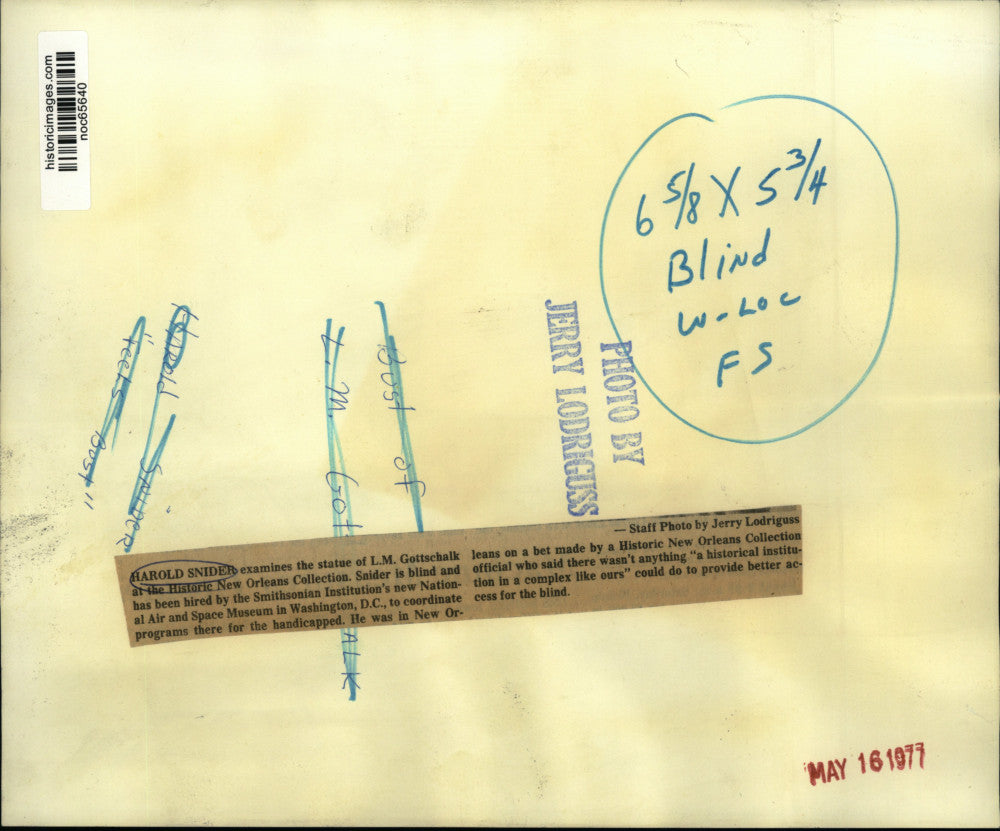 historicimages.com
noc65640
6 5/8 X 5 3/4
Blind
W-LOC
FS
PHOTO BY
JERRY LODRIGUSS
Bust of
L. M. Got
ALK
Harold SNIDER
"Feels Bust"
— Staff Photo by Jerry Lodriguss
HAROLD SNIDER examines the statue of L.M. Gottschalk
at the Historic New Orleans Collection. Snider is blind and
has been hired by the Smithsonian Institution's new Nation-
al Air and Space Museum in Washington, D.C., to coordinate
programs there for the handicapped. He was in New Or-
leans on a bet made by a Historic New Orleans Collection
official who said there wasn't anything "a historical institu-
tion in a complex like ours" could do to provide better ac-
cess for the blind.
MAY 16 1977